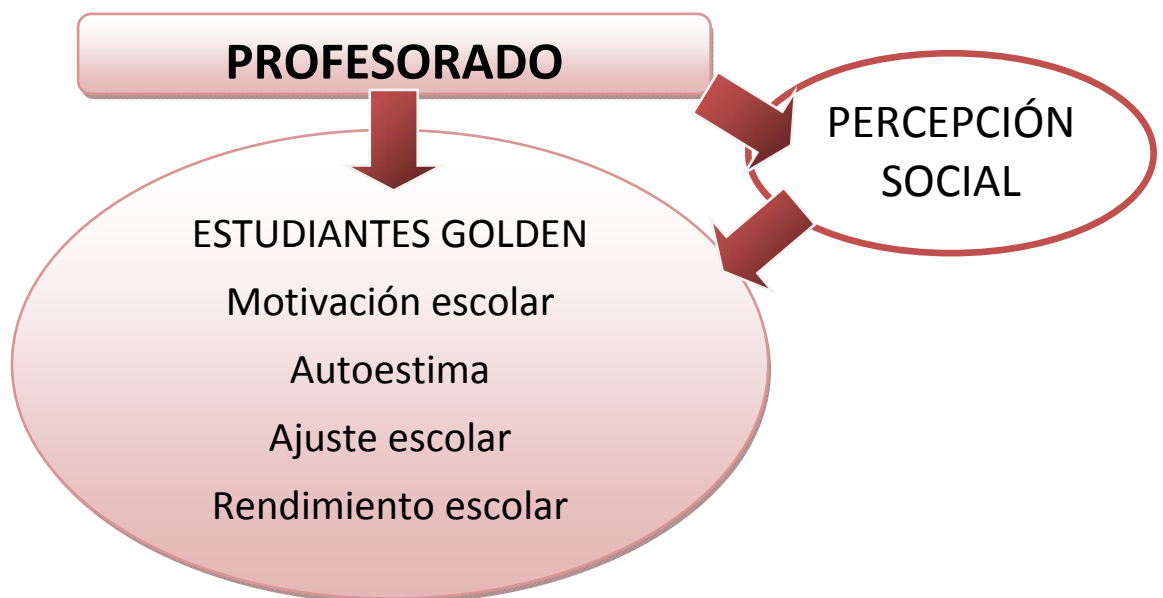 PROFESORADO
PERCEPCIÓN
SOCIAL
ESTUDIANTES GOLDEN
Motivación escolar
Autoestima
Ajuste escolar
Rendimiento escolar